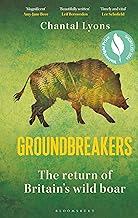 Chantal Lyons
'Magnificent' 'Beautifully written' 'Timely and vital'
Amy-Jane Beer Leif Bersweden Lee Schofield
GROUNDBREAKERS
The return of
Britain's wild boar
BLOOMSBURY